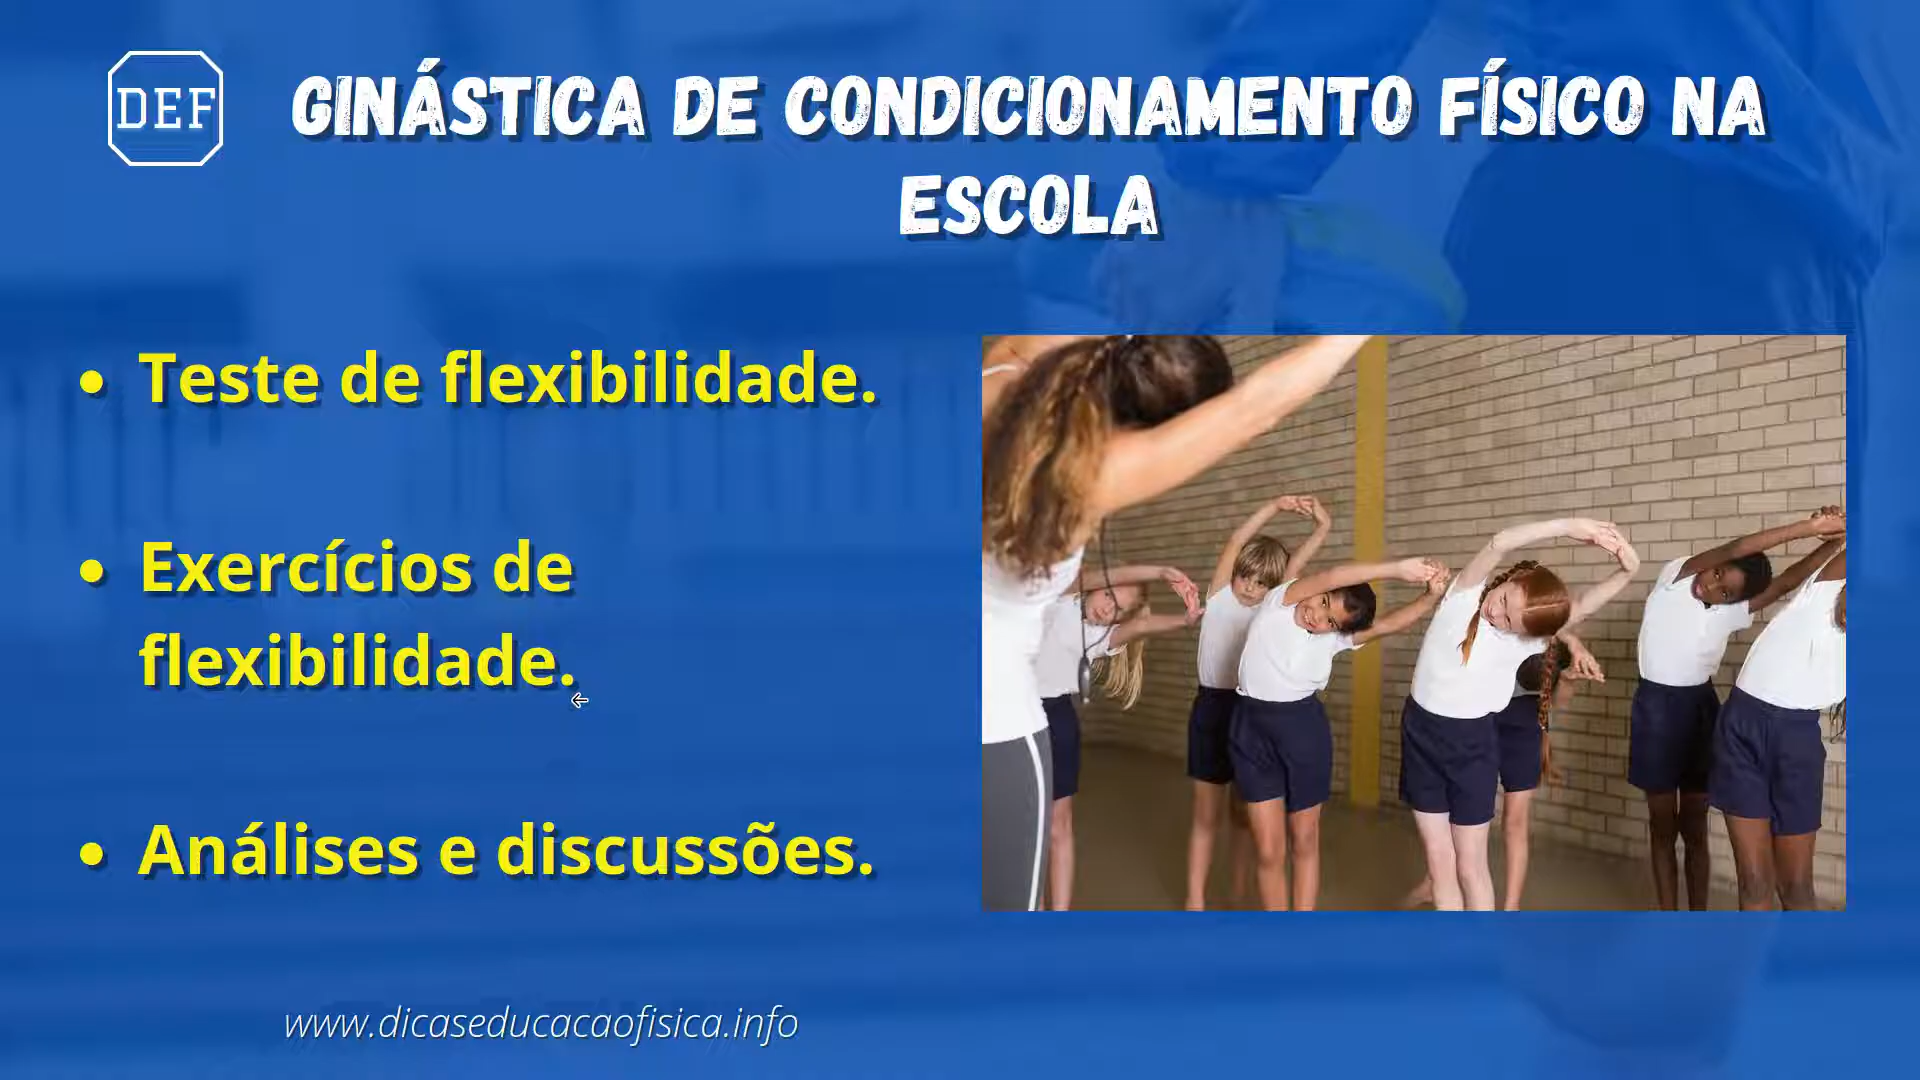 DEF
GINÁSTICA DE CONDICIONAMENTO FÍSICO NA
ESCOLA
• Teste de flexibilidade.
• Exercícios de
flexibilidade.
• Análises e discussões.
www.dicaseducacaofisica.info